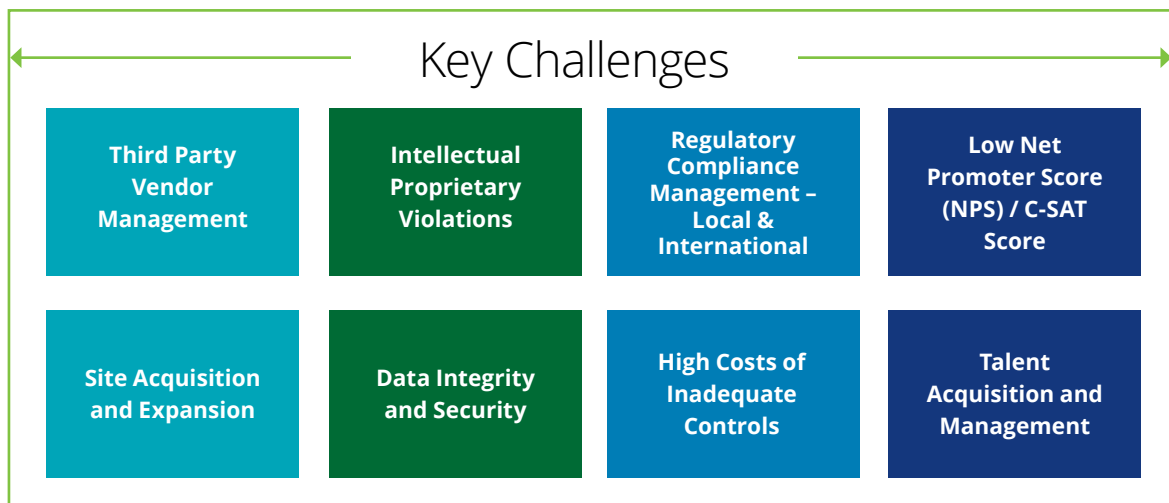 Key Challenges
Third Party
Vendor
Management
Intellectual
Proprietary
Violations
Regulatory
Compliance
Management –
Local &
International
Low Net
Promoter Score
(NPS) / C-SAT
Score
Site Acquisition
and Expansion
Data Integrity
and Security
High Costs of
Inadequate
Controls
Talent
Acquisition and
Management